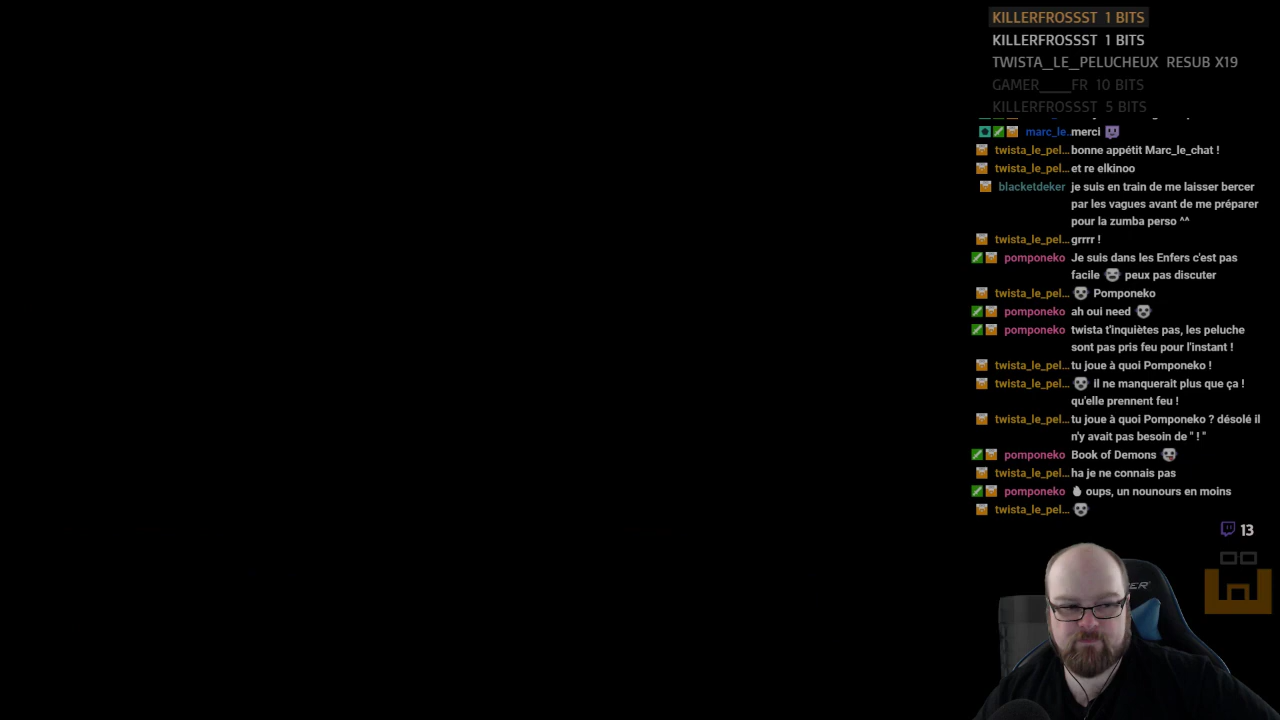 KILLERFROSSST 1 BITS
KILLERFROSSST 1 BITS
TWISTA_LE_PELUCHEUX RESUB X19
GAMER____FR 10 BITS
KILLERFROSSST 5 BITS
marc_le… merci
twista_le_pel… bonne appétit Marc_le_chat !
twista_le_pel… et re elkinoo
blacketdeker je suis en train de me laisser bercer
par les vagues avant de me préparer
pour la zumba perso ^^
twista_le_pel… grrrr !
pomponeko Je suis dans les Enfers c'est pas
facile peux pas discuter
twista_le_pel… Pomponeko
pomponeko ah oui need
pomponeko twista t'inquiètes pas, les peluche
sont pas pris feu pour l'instant !
twista_le_pel… tu joue à quoi Pomponeko !
twista_le_pel… il ne manquerait plus que ça !
qu'elle prennent feu !
twista_le_pel… tu joue à quoi Pomponeko ? désolé il
n'y avait pas besoin de " ! "
pomponeko Book of Demons
twista_le_pel… ha je ne connais pas
pomponeko oups, un nounours en moins
twista_le_pel…
13